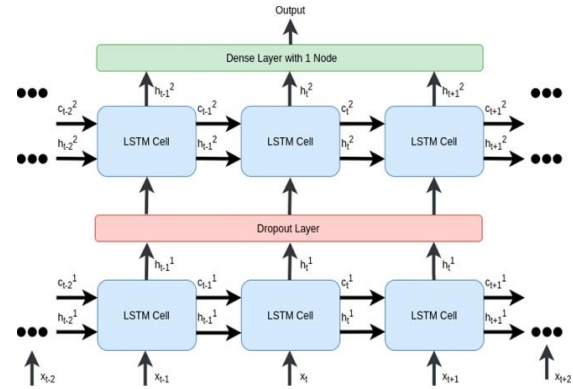 Output
Dense Layer with 1 Node
h_{t-1}^2 h_t^2 h_{t+1}^2
c_{t-2}^2 c_{t-1}^2 c_t^2 c_{t+1}^2
LSTM Cell LSTM Cell LSTM Cell
h_{t-2}^2 h_{t-1}^2 h_t^2 h_{t+1}^2
Dropout Layer
h_{t-1}^1 h_t^1 h_t^1
c_{t-2}^1 c_{t-1}^1 c_t^1 c_{t+1}^1
LSTM Cell LSTM Cell LSTM Cell
h_{t-2}^1 h_{t-1}^1 h_t^1 h_{t+1}^1
x_{t-2} x_{t-1} x_t x_{t+1} x_{t+2}